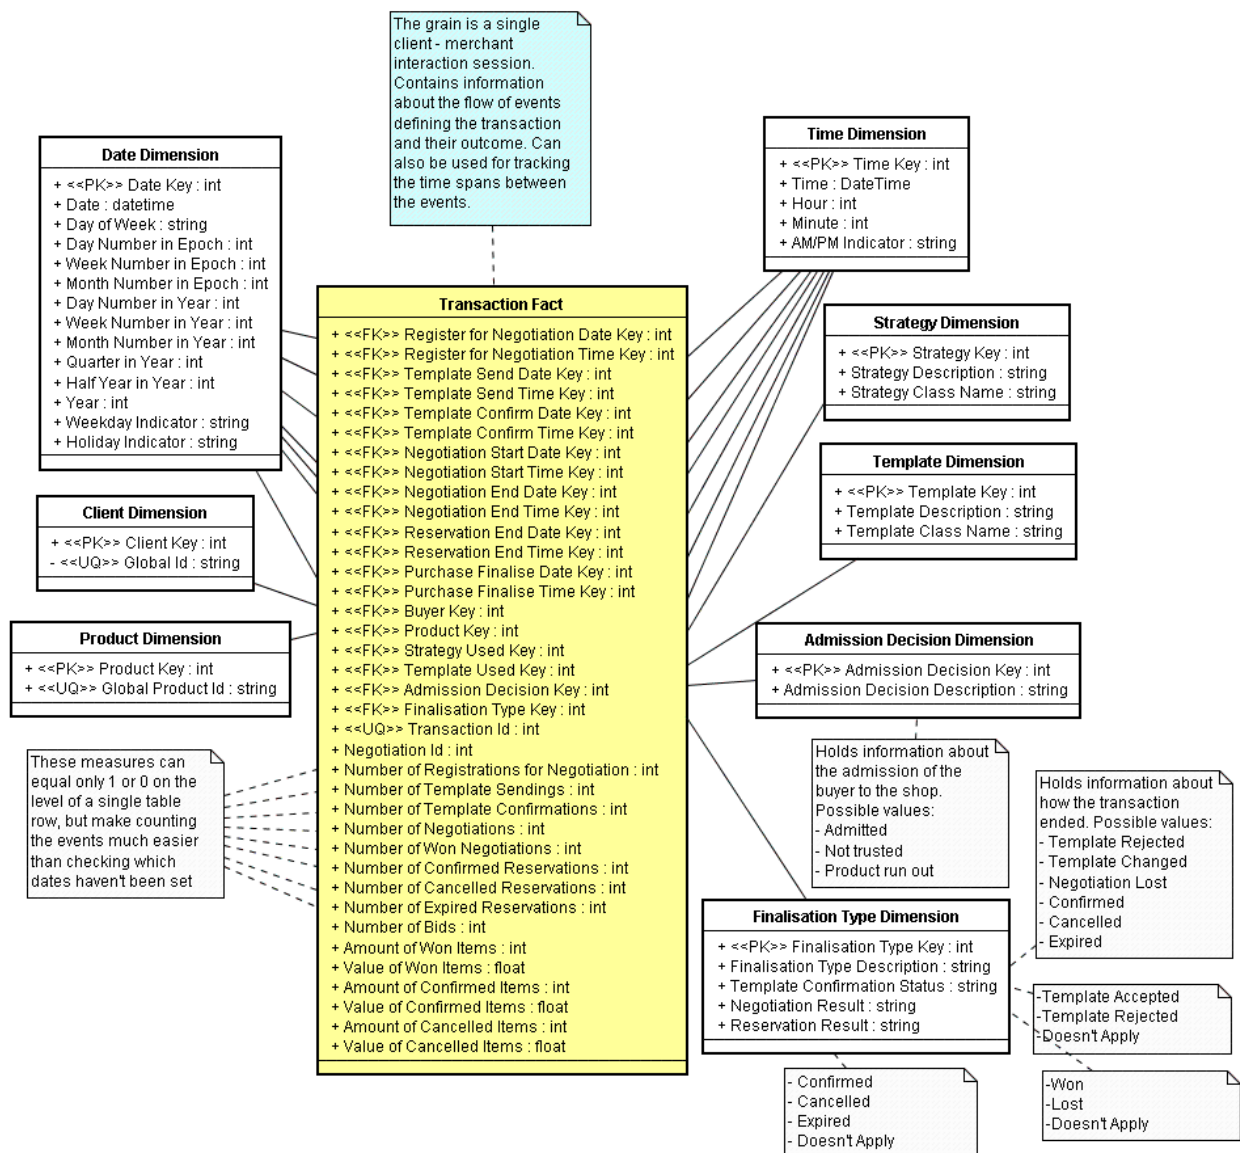 The grain is a single
client - merchant
interaction session.
Contains information
about the flow of events
defining the transaction
and their outcome. Can
also be used for tracking
the time spans between
the events.
Date Dimension
+ <<PK>> Date Key : int
+ Date : datetime
+ Day of Week : string
+ Day Number in Epoch : int
+ Week Number in Epoch : int
+ Month Number in Epoch : int
+ Day Number in Year : int
+ Week Number in Year : int
+ Month Number in Year : int
+ Quarter in Year : int
+ Half Year in Year : int
+ Year : int
+ Weekday Indicator : string
+ Holiday Indicator : string
Client Dimension
+ <<PK>> Client Key : int
- <<UQ>> Global Id : string
Product Dimension
+ <<PK>> Product Key : int
+ <<UQ>> Global Product Id : string
These measures can
equal only 1 or 0 on the
level of a single table
row, but make counting
the events much easier
than checking which
dates haven't been set
Transaction Fact
+ <<FK>> Register for Negotiation Date Key : int
+ <<FK>> Register for Negotiation Time Key : int
+ <<FK>> Template Send Date Key : int
+ <<FK>> Template Send Time Key : int
+ <<FK>> Template Confirm Date Key : int
+ <<FK>> Template Confirm Time Key : int
+ <<FK>> Negotiation Start Date Key : int
+ <<FK>> Negotiation Start Time Key : int
+ <<FK>> Negotiation End Date Key : int
+ <<FK>> Negotiation End Time Key : int
+ <<FK>> Reservation End Date Key : int
+ <<FK>> Reservation End Time Key : int
+ <<FK>> Purchase Finalise Date Key : int
+ <<FK>> Purchase Finalise Time Key : int
+ <<FK>> Buyer Key : int
+ <<FK>> Product Key : int
+ <<FK>> Strategy Used Key : int
+ <<FK>> Template Used Key : int
+ <<FK>> Admission Decision Key : int
+ <<FK>> Finalisation Type Key : int
+ <<UQ>> Transaction Id : int
+ Negotiation Id : int
+ Number of Registrations for Negotiation : int
+ Number of Template Sendings : int
+ Number of Template Confirmations : int
+ Number of Negotiations : int
+ Number of Won Negotiations : int
+ Number of Confirmed Reservations : int
+ Number of Cancelled Reservations : int
+ Number of Expired Reservations : int
+ Number of Bids : int
+ Amount of Won Items : int
+ Value of Won Items : float
+ Amount of Confirmed Items : int
+ Value of Confirmed Items : float
+ Amount of Cancelled Items : int
+ Value of Cancelled Items : float
Time Dimension
+ <<PK>> Time Key : int
+ Time : DateTime
+ Hour : int
+ Minute : int
+ AM/PM Indicator : string
Strategy Dimension
+ <<PK>> Strategy Key : int
+ Strategy Description : string
+ Strategy Class Name : string
Template Dimension
+ <<PK>> Template Key : int
+ Template Description : string
+ Template Class Name : string
Admission Decision Dimension
+ <<PK>> Admission Decision Key : int
+ Admission Decision Description : string
Holds information about
the admission of the
buyer to the shop.
Possible values:
- Admitted
- Not trusted
- Product run out
Holds information about
how the transaction
ended. Possible values:
- Template Rejected
- Template Changed
- Negotiation Lost
- Confirmed
- Cancelled
- Expired
Finalisation Type Dimension
+ <<PK>> Finalisation Type Key : int
+ Finalisation Type Description : string
+ Template Confirmation Status : string
+ Negotiation Result : string
+ Reservation Result : string
-Template Accepted
-Template Rejected
-Doesn't Apply
-Won
-Lost
-Doesn't Apply
- Confirmed
- Cancelled
- Expired
- Doesn't Apply